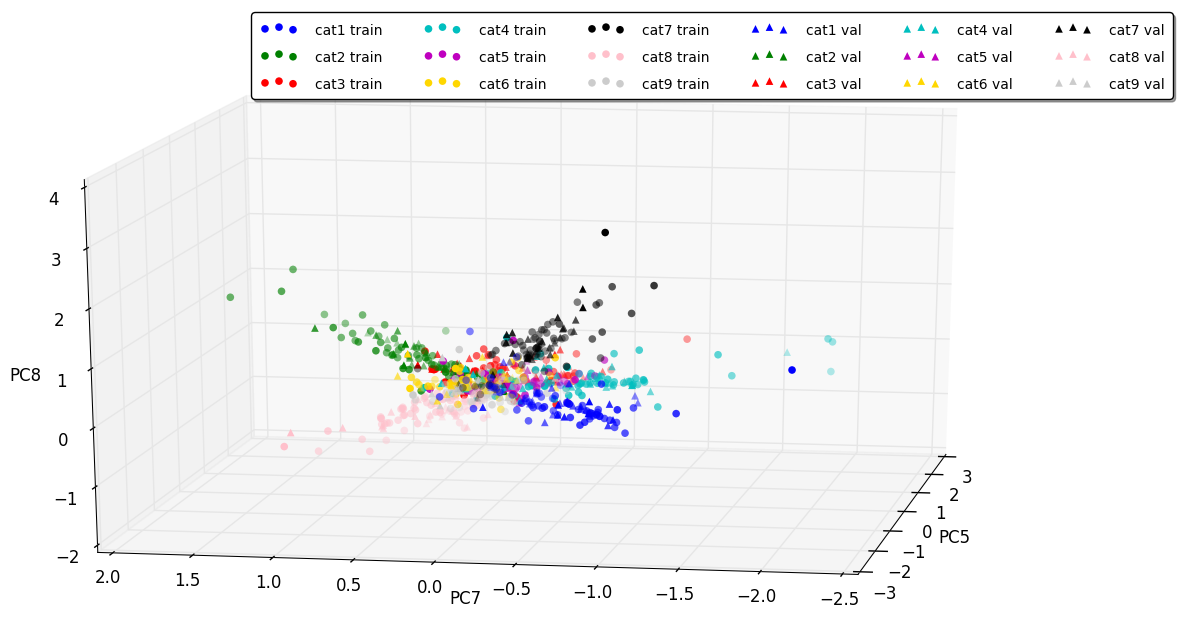 cat1 train cat4 train cat7 train cat1 val cat4 val cat7 val
cat2 train cat5 train cat8 train cat2 val cat5 val cat8 val
cat3 train cat6 train cat9 train cat3 val cat6 val cat9 val
4
3
2
1
0
−1
−2
PC8
2.0 1.5 1.0 0.5 0.0 −0.5 −1.0 −1.5 −2.0 −2.5
PC7
3
2
1
0
−1
−2
−3
PC5